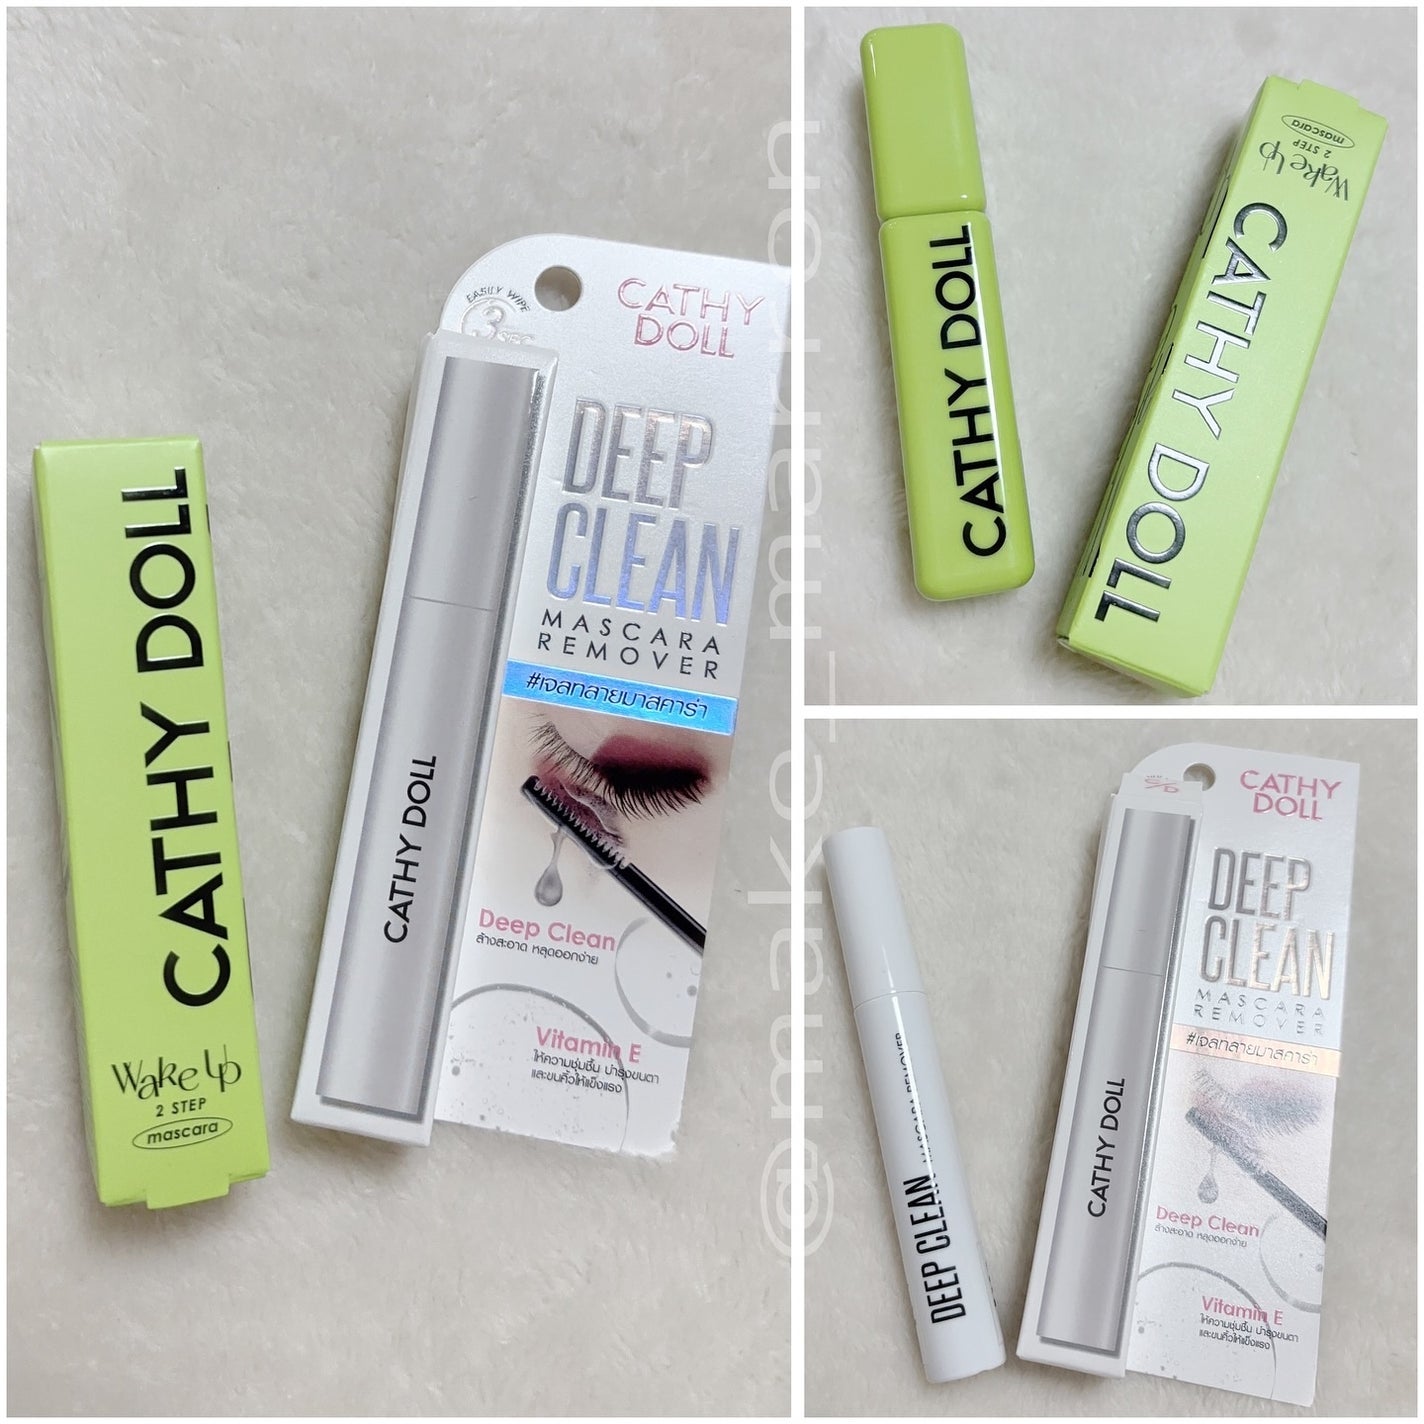 CATHY DOLL
Wake Up
2 STEP
mascara
EASILY WIPE
3 SEC
CATHY
DOLL
DEEP
CLEAN
MASCARA
REMOVER
#เจลทลายมาสคาร่า
CATHY DOLL
Deep Clean
ล้างสะอาด หลุดออกง่าย
Vitamin E
ให้ความชุ่มชื้น บำรุงขนตา
และขนคิ้วให้แข็งแรง
CATHY DOLL
mascara
2 STEP
Wake Up
CATHY DOLL
DEEP CLEAN MASCARA REMOVER
CATHY
DOLL
DEEP
CLEAN
MASCARA
REMOVER
#เจลทลายมาสคาร่า
CATHY DOLL
Deep Clean
ล้างสะอาด หลุดออกง่าย
Vitamin E
ให้ความชุ่มชื้น บำรุงขนตา
และขนคิ้วให้แข็งแรง
@make_marron